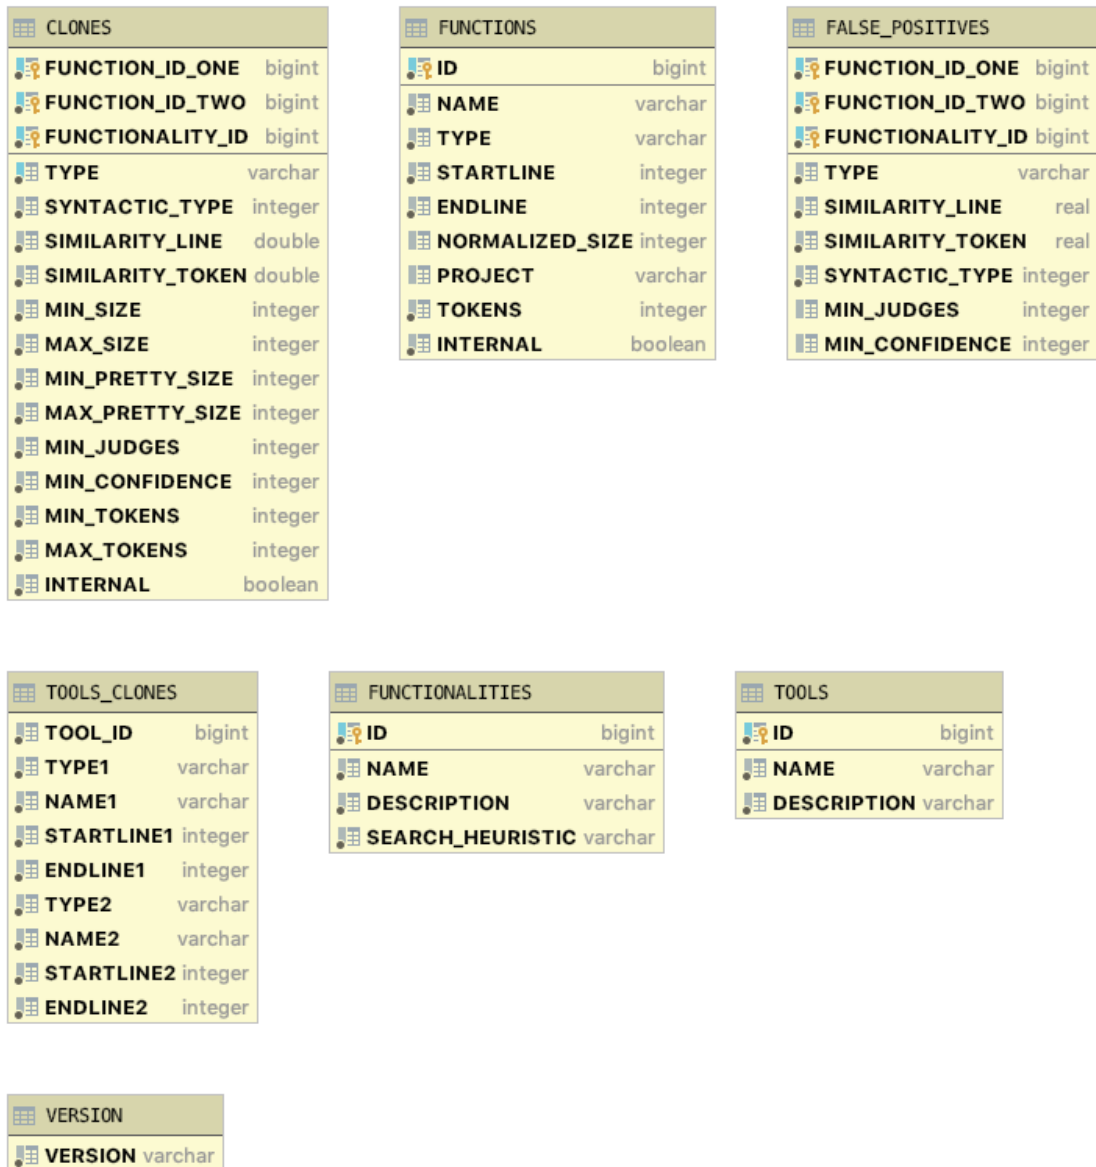 CLONES
FUNCTION_ID_ONE bigint
FUNCTION_ID_TWO bigint
FUNCTIONALITY_ID bigint
TYPE varchar
SYNTACTIC_TYPE integer
SIMILARITY_LINE double
SIMILARITY_TOKEN double
MIN_SIZE integer
MAX_SIZE integer
MIN_PRETTY_SIZE integer
MAX_PRETTY_SIZE integer
MIN_JUDGES integer
MIN_CONFIDENCE integer
MIN_TOKENS integer
MAX_TOKENS integer
INTERNAL boolean
FUNCTIONS
ID bigint
NAME varchar
TYPE varchar
STARTLINE integer
ENDLINE integer
NORMALIZED_SIZE integer
PROJECT varchar
TOKENS integer
INTERNAL boolean
FALSE_POSITIVES
FUNCTION_ID_ONE bigint
FUNCTION_ID_TWO bigint
FUNCTIONALITY_ID bigint
TYPE varchar
SIMILARITY_LINE real
SIMILARITY_TOKEN real
SYNTACTIC_TYPE integer
MIN_JUDGES integer
MIN_CONFIDENCE integer
TOOLS_CLONES
TOOL_ID bigint
TYPE1 varchar
NAME1 varchar
STARTLINE1 integer
ENDLINE1 integer
TYPE2 varchar
NAME2 varchar
STARTLINE2 integer
ENDLINE2 integer
FUNCTIONALITIES
ID bigint
NAME varchar
DESCRIPTION varchar
SEARCH_HEURISTIC varchar
TOOLS
ID bigint
NAME varchar
DESCRIPTION varchar
VERSION
VERSION varchar